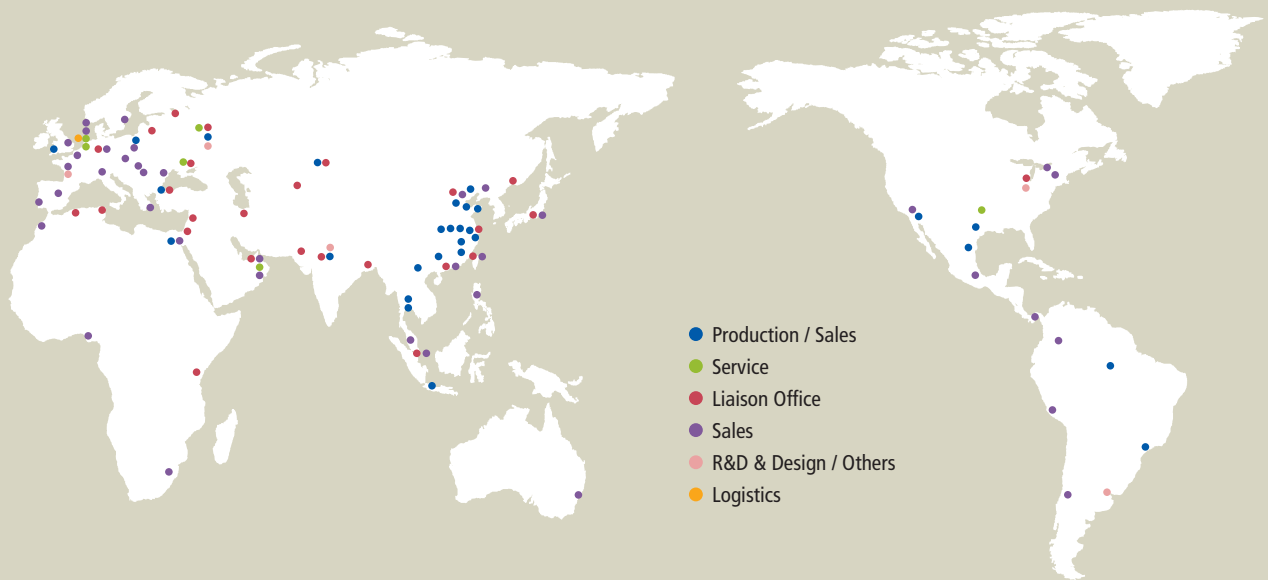 Production / Sales
Service
Liaison Office
Sales
R&D & Design / Others
Logistics